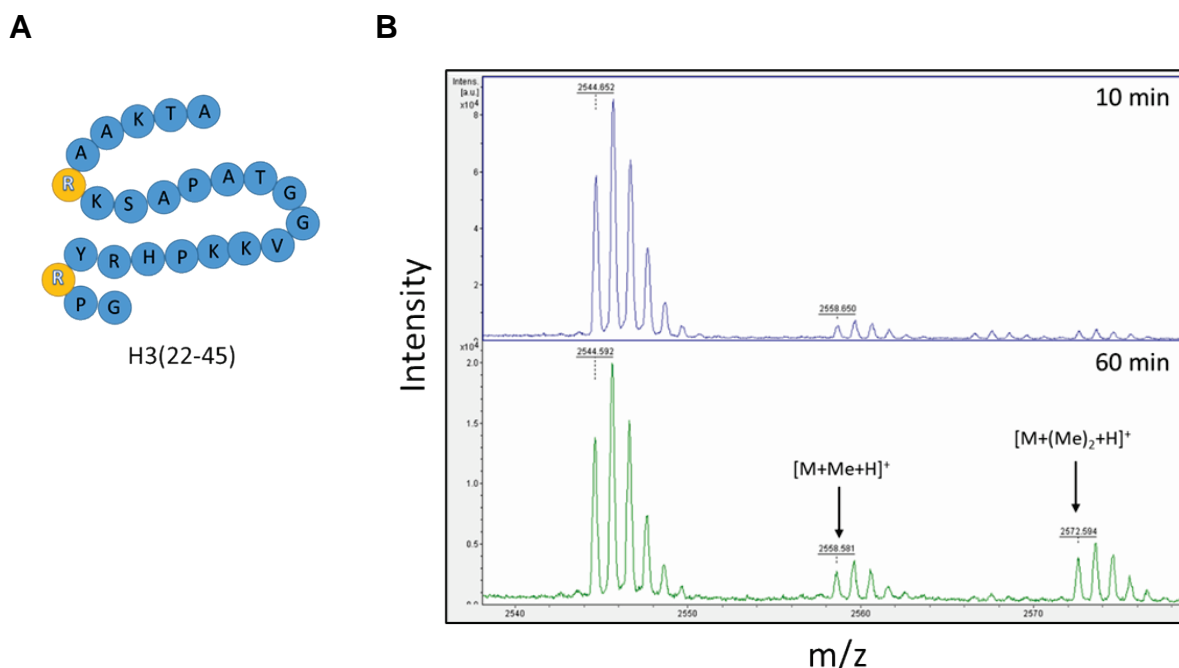 A
B
A A K T A
R K S A P A T G
Y R H P K K V G
R P G
H3(22-45)
Intensity
Intens.
[a.u.]
x10⁴
8
6
4
2
2544.652
2558.650
10 min
x10⁴
2.0
1.5
1.0
0.5
0.0
2544.592
2558.581
2572.594
60 min
[M+Me+H]⁺
[M+(Me)₂+H]⁺
2540
2550
2560
2570
m/z